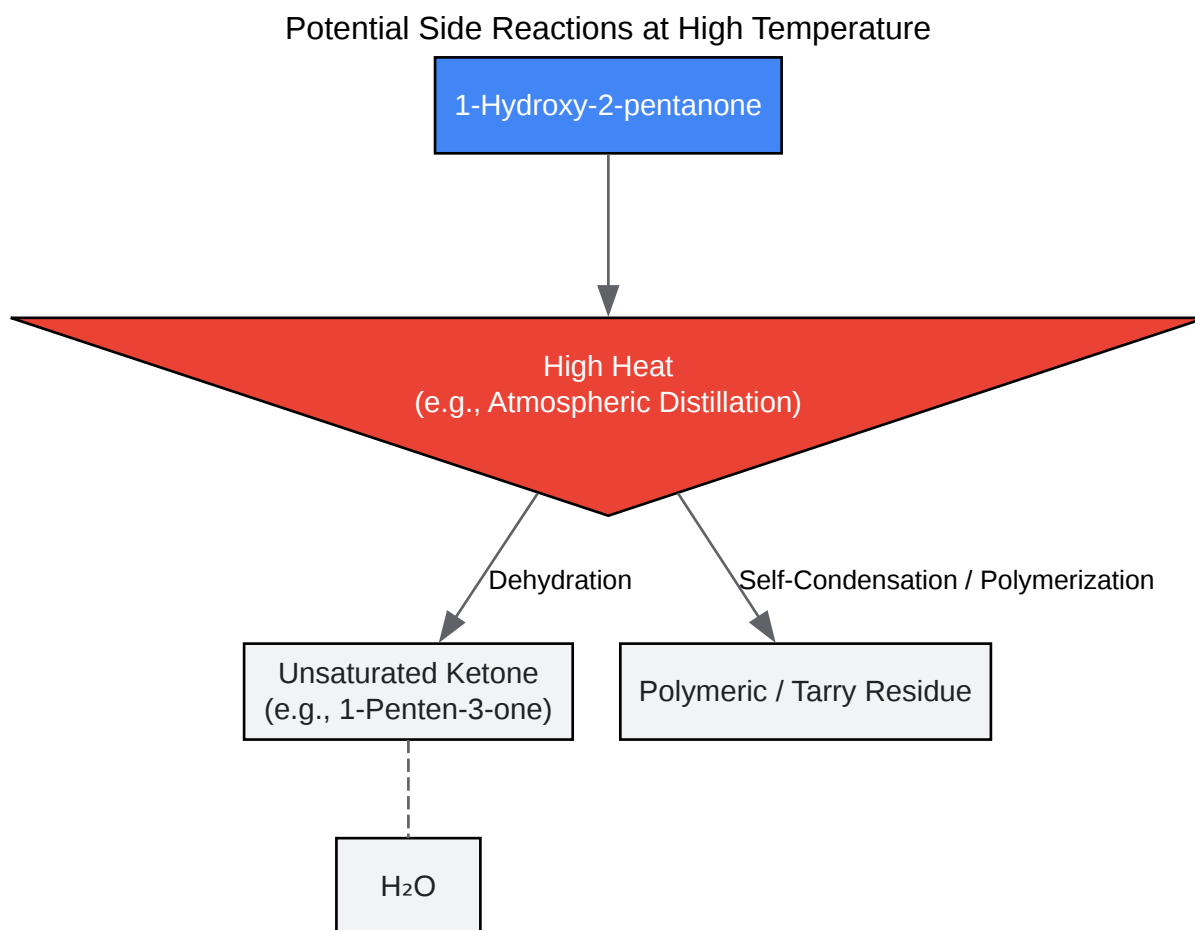 Potential Side Reactions at High Temperature
1-Hydroxy-2-pentanone
High Heat
(e.g., Atmospheric Distillation)
Dehydration
Self-Condensation / Polymerization
Unsaturated Ketone
(e.g., 1-Penten-3-one)
Polymeric / Tarry Residue
H₂O